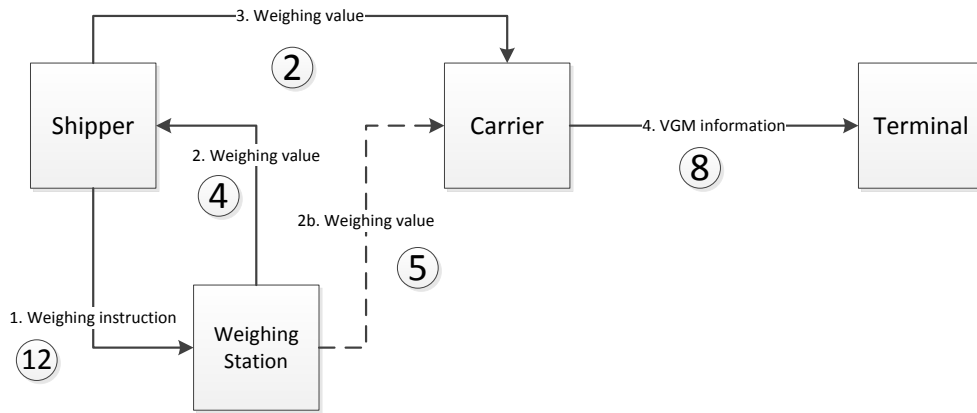 3. Weighing value
2
Shipper
Carrier
4. VGM information
Terminal
2. Weighing value
8
4
2b. Weighing value
5
1. Weighing instruction
12
Weighing
Station